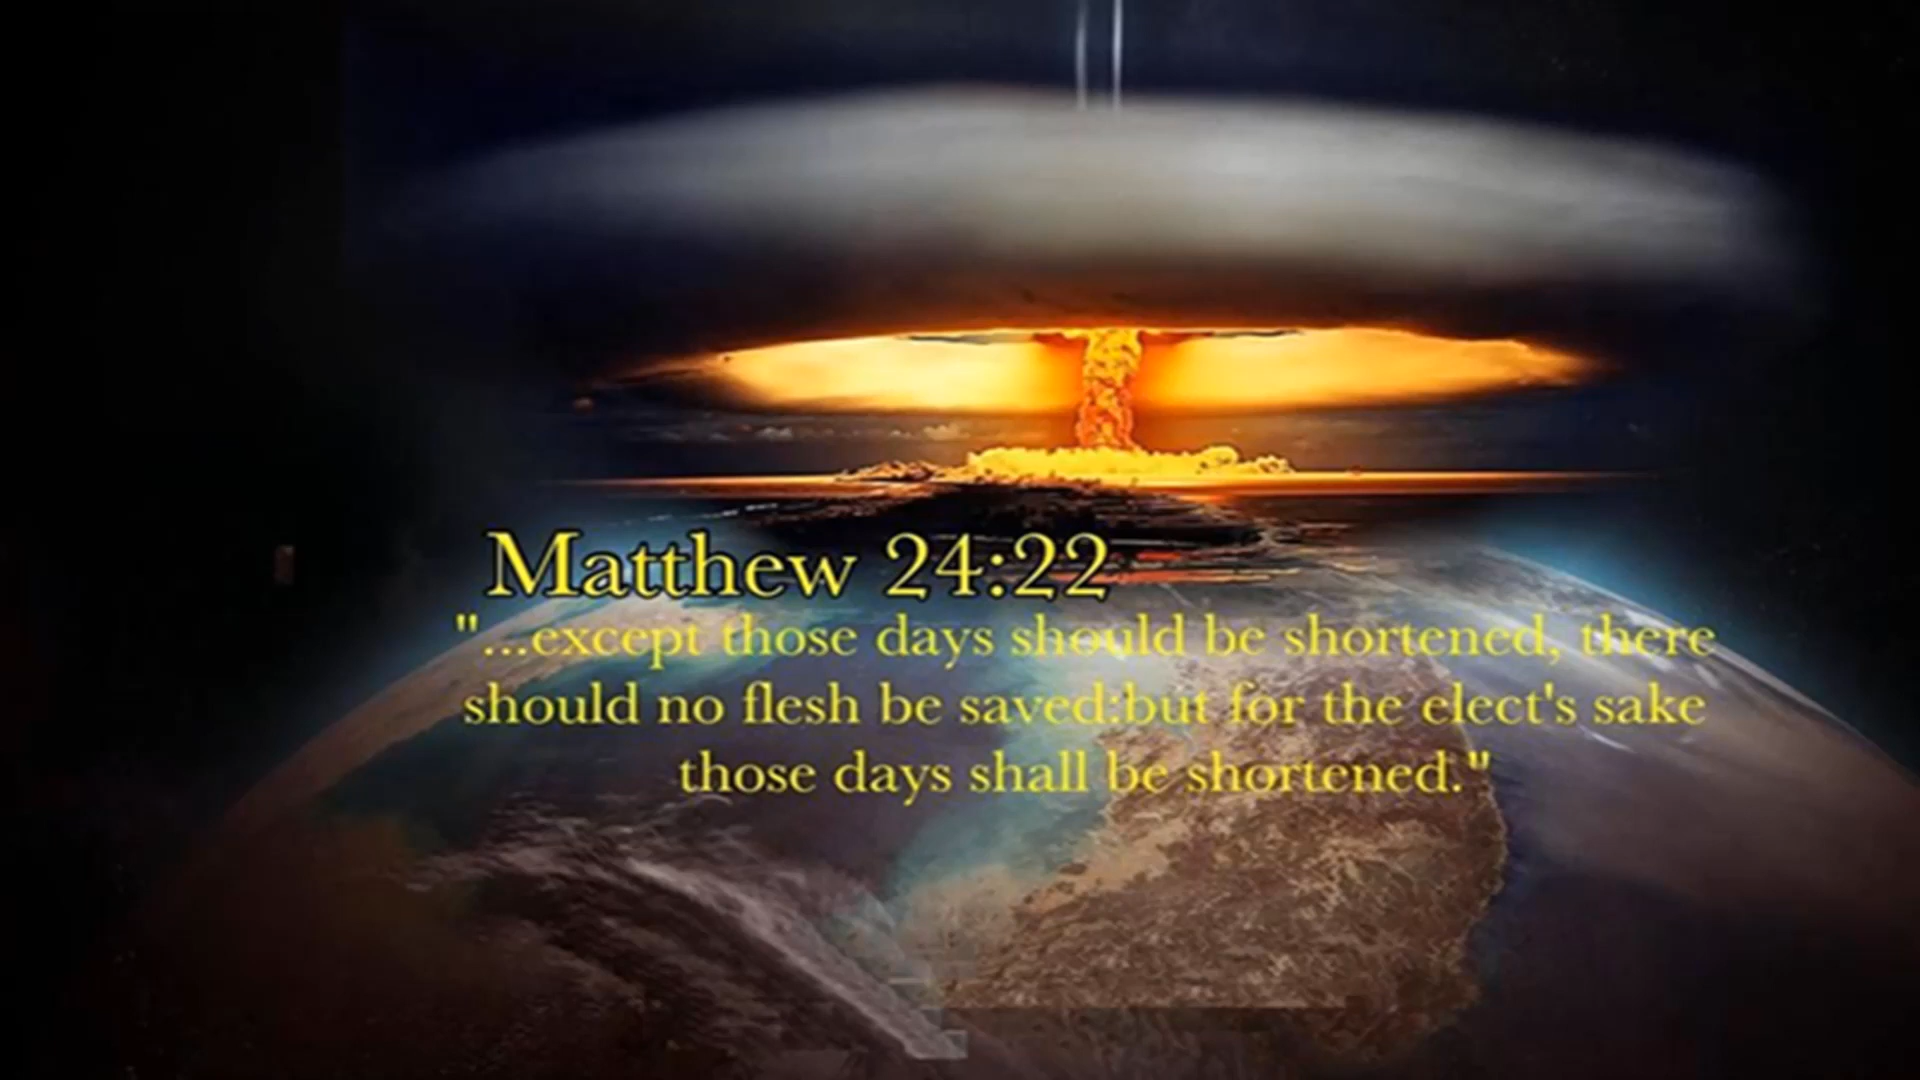 Matthew 24:22
"...except those days should be shortened, there
should no flesh be saved:but for the elect's sake
those days shall be shortened."